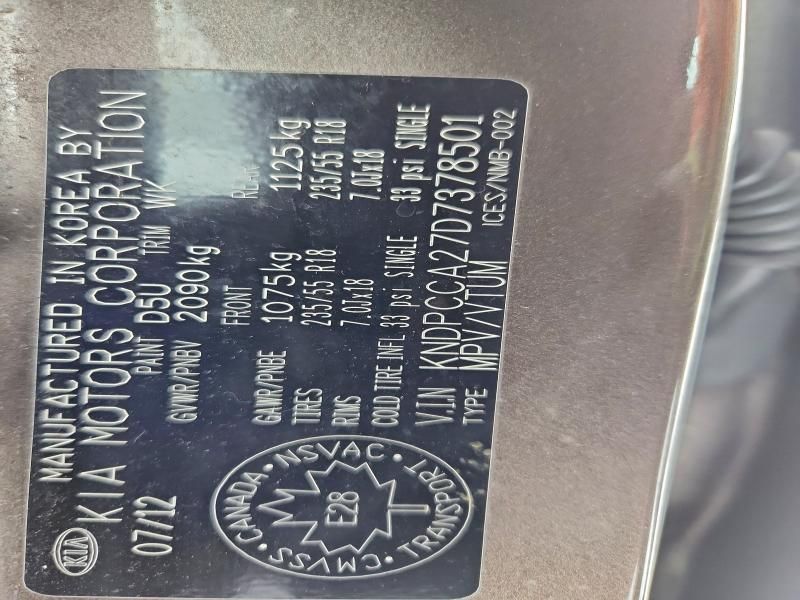 KIA
MANUFACTURED IN KOREA BY
KIA MOTORS CORPORATION
07/12 PAINT D5U TRIM WK
GVWR/PNBV 2090kg
FRONT REAR
GAWR/PNBE 1075kg 1125kg
TIRES 235/55 R18 235/55 R18
RIMS 7.0Jx18 7.0Jx18
COLD TIRE INFL 33 psi SINGLE 33 psi SINGLE
V.I.N KNDPCCA27D7378501
TYPE MPV/VTUM ICES/NMB-002
CANADA • NSVAC • TRANSPORT • CMVSS •
E28